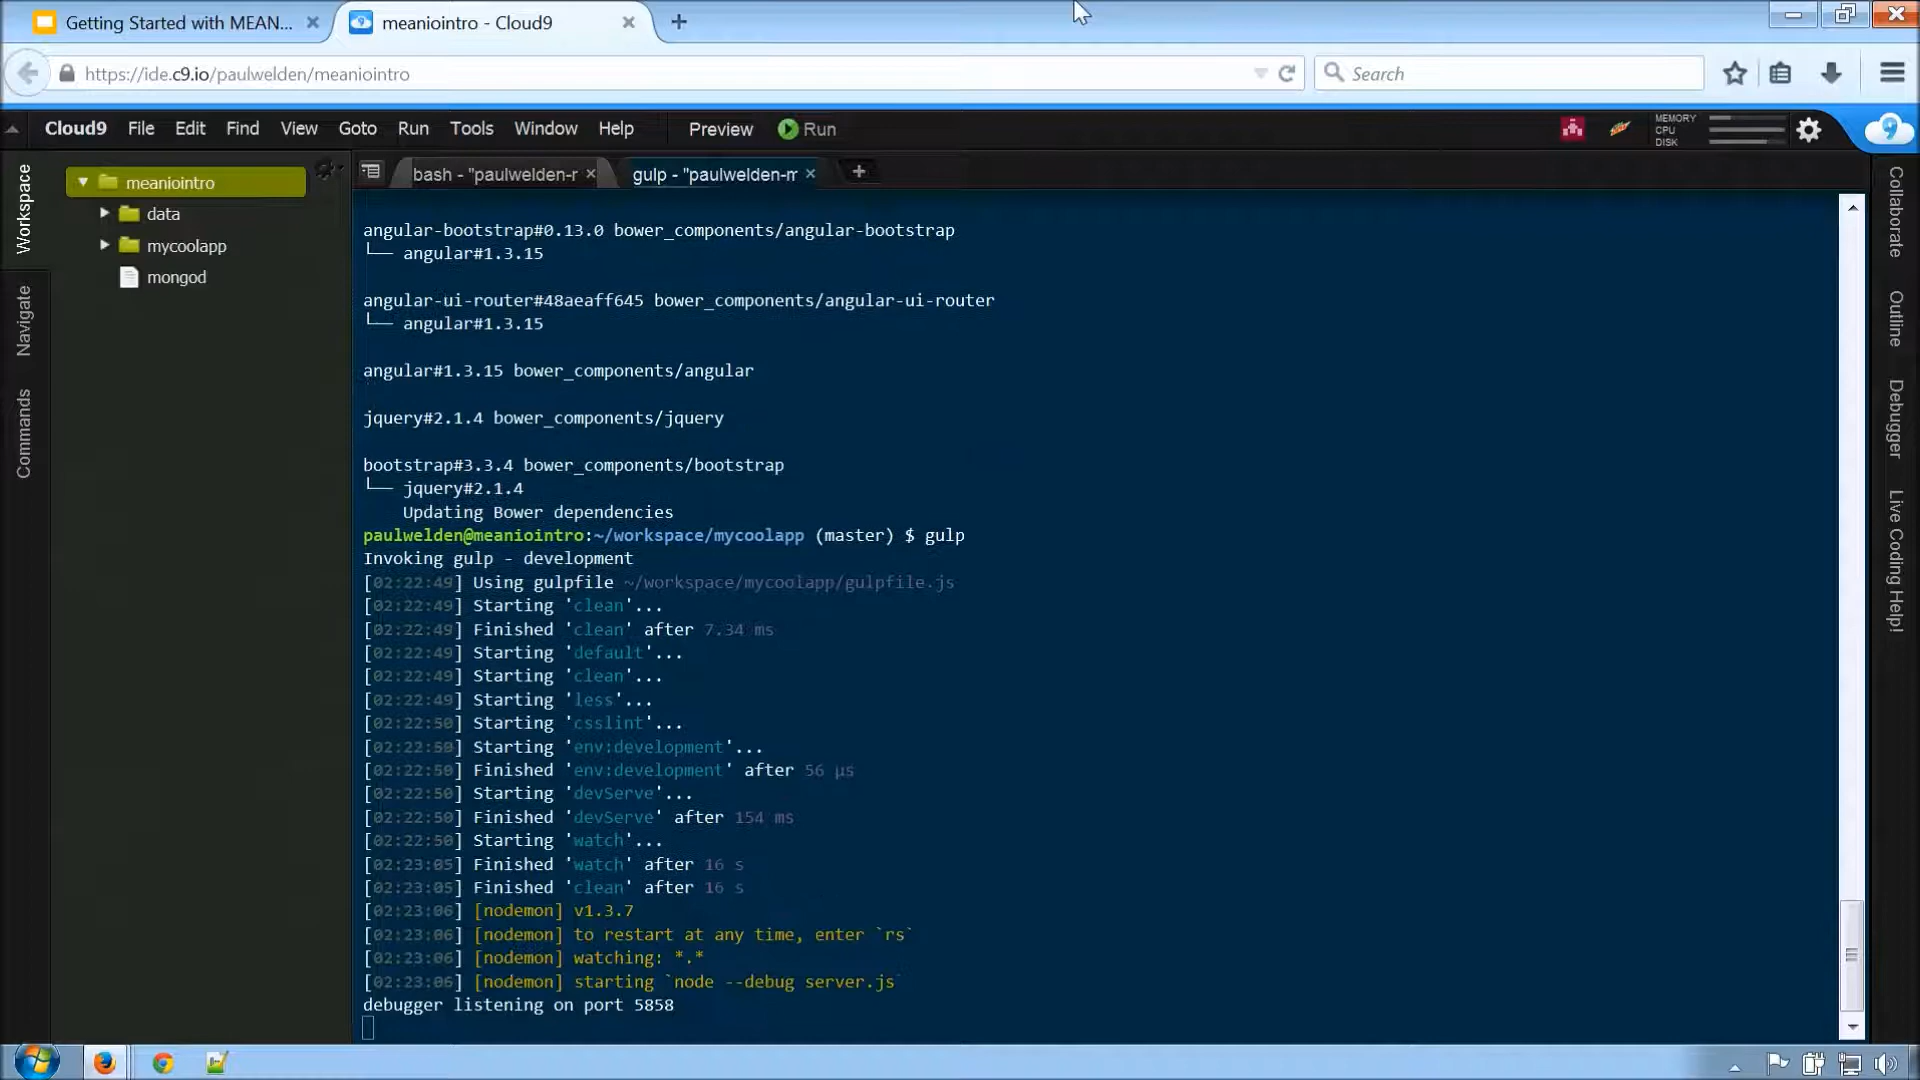 Getting Started with MEAN...
meaniointro - Cloud9
https://ide.c9.io/paulwelden/meaniointro
Search
Cloud9 File Edit Find View Goto Run Tools Window Help Preview Run
MEMORY
CPU
DISK
Workspace
Navigate
Commands
meaniointro
data
mycoolapp
mongod
bash - "paulwelden-r
gulp - "paulwelden-m
angular-bootstrap#0.13.0 bower_components/angular-bootstrap
└── angular#1.3.15
angular-ui-router#48aeaff645 bower_components/angular-ui-router
└── angular#1.3.15
angular#1.3.15 bower_components/angular
jquery#2.1.4 bower_components/jquery
bootstrap#3.3.4 bower_components/bootstrap
└── jquery#2.1.4
Updating Bower dependencies
paulwelden@meaniointro:~/workspace/mycoolapp (master) $ gulp
Invoking gulp - development
[02:22:49] Using gulpfile ~/workspace/mycoolapp/gulpfile.js
[02:22:49] Starting 'clean'...
[02:22:49] Finished 'clean' after 7.34 ms
[02:22:49] Starting 'default'...
[02:22:49] Starting 'clean'...
[02:22:49] Starting 'less'...
[02:22:50] Starting 'csslint'...
[02:22:50] Starting 'env:development'...
[02:22:50] Finished 'env:development' after 56 μs
[02:22:50] Starting 'devServe'...
[02:22:50] Finished 'devServe' after 154 ms
[02:22:50] Starting 'watch'...
[02:23:05] Finished 'watch' after 16 s
[02:23:05] Finished 'clean' after 16 s
[02:23:06] [nodemon] v1.3.7
[02:23:06] [nodemon] to restart at any time, enter `rs`
[02:23:06] [nodemon] watching: *.*
[02:23:06] [nodemon] starting `node --debug server.js`
debugger listening on port 5858
Collaborate
Outline
Debugger
Live Coding Help!